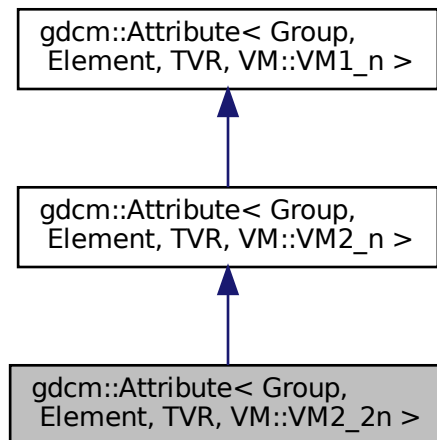 gdcm::Attribute< Group,
Element, TVR, VM::VM1_n >
gdcm::Attribute< Group,
Element, TVR, VM::VM2_n >
gdcm::Attribute< Group,
Element, TVR, VM::VM2_2n >